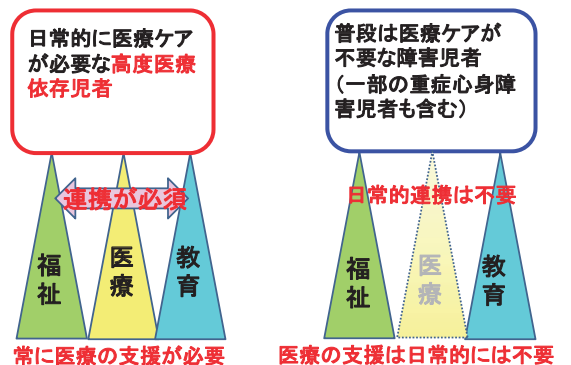 日常的に医療ケア
が必要な高度医療
依存児者
連携が必須
福祉
医療
教育
常に医療の支援が必要
普段は医療ケアが
不要な障害児者
（一部の重症心身障
害児者も含む）
日常的連携は不要
福祉
医療
教育
医療の支援は日常的には不要